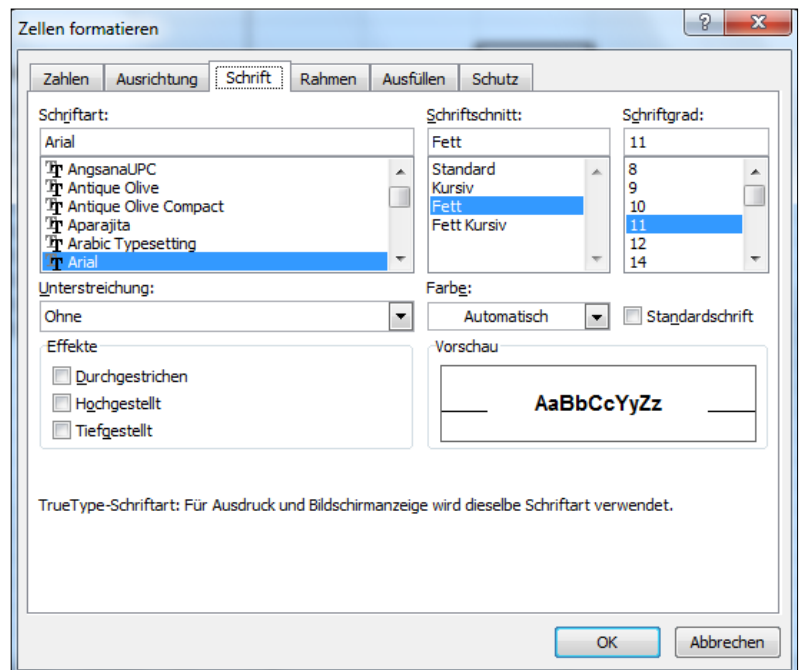 Zellen formatieren
Zahlen Ausrichtung Schrift Rahmen Ausfüllen Schutz
Schriftart: Schriftschnitt: Schriftgrad:
Arial Fett 11
AngsanaUPC Standard 8
Antique Olive Kursiv 9
Antique Olive Compact Fett 10
Aparajita Fett Kursiv 11
Arabic Typesetting 12
Arial 14
Unterstreichung: Farbe:
Ohne Automatisch Standardschrift
Effekte Vorschau
Durchgestrichen
Hochgestellt AaBbCcYyZz
Tiefgestellt
TrueType-Schriftart: Für Ausdruck und Bildschirmanzeige wird dieselbe Schriftart verwendet.
OK Abbrechen